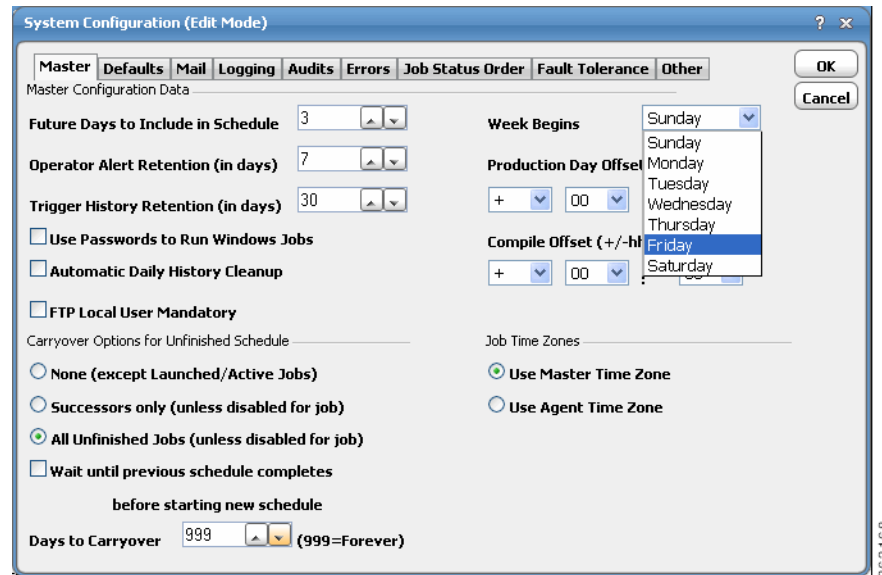 System Configuration (Edit Mode)
? ×
Master Defaults Mail Logging Audits Errors Job Status Order Fault Tolerance Other
OK
Cancel
Master Configuration Data
Future Days to Include in Schedule 3
Operator Alert Retention (in days) 7
Trigger History Retention (in days) 30
Use Passwords to Run Windows Jobs
Automatic Daily History Cleanup
FTP Local User Mandatory
Week Begins Sunday
Sunday
Monday
Tuesday
Wednesday
Thursday
Friday
Saturday
Production Day Offset
+ 00
Compile Offset (+/-hh
+ 00 :
Carryover Options for Unfinished Schedule
None (except Launched/Active Jobs)
Successors only (unless disabled for job)
All Unfinished Jobs (unless disabled for job)
Wait until previous schedule completes
before starting new schedule
Days to Carryover 999 (999=Forever)
Job Time Zones
Use Master Time Zone
Use Agent Time Zone